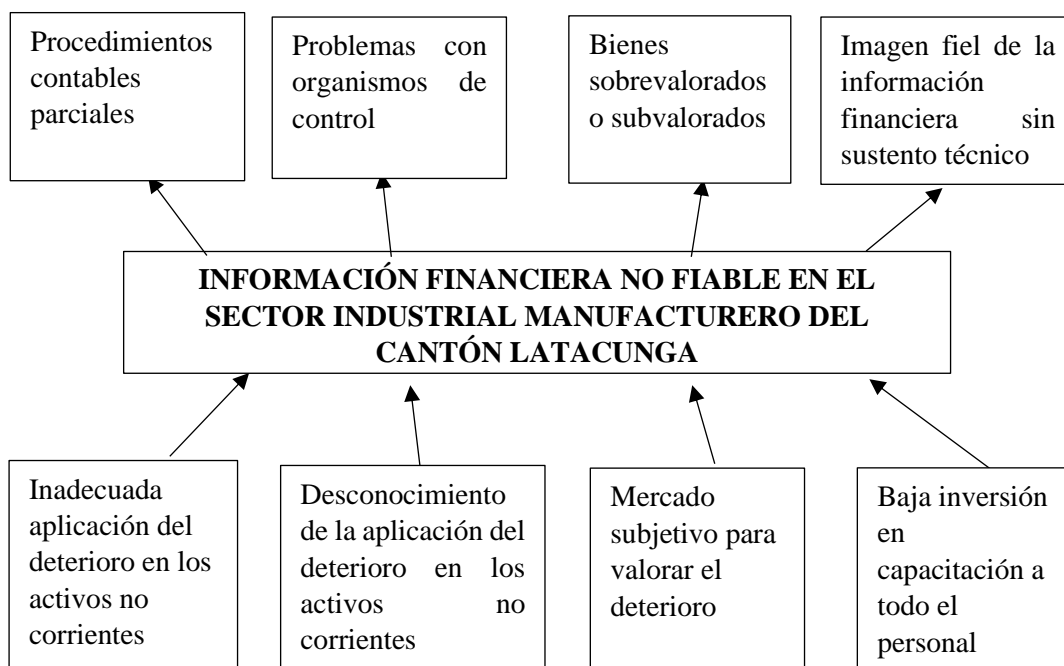 Procedimientos
contables
parciales
Problemas con
organismos de
control
Bienes
sobrevalorados
o subvalorados
Imagen fiel de la
información
financiera sin
sustento técnico
INFORMACIÓN FINANCIERA NO FIABLE EN EL
SECTOR INDUSTRIAL MANUFACTURERO DEL
CANTÓN LATACUNGA
Inadecuada
aplicación del
deterioro en los
activos no
corrientes
Desconocimiento
de la aplicación del
deterioro en los
activos no
corrientes
Mercado
subjetivo para
valorar el
deterioro
Baja inversión
en
capacitación a
todo el
personal